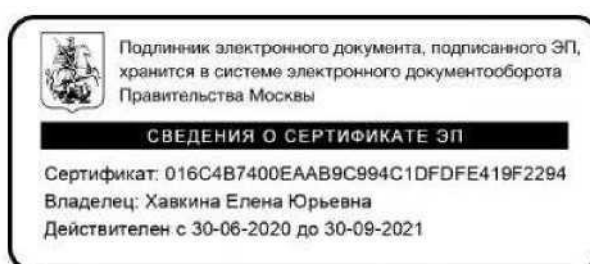 Подлинник электронного документа, подписанного ЭП,
хранится в системе электронного документооборота
Правительства Москвы
СВЕДЕНИЯ О СЕРТИФИКАТЕ ЭП
Сертификат: 016C4B7400EAAB9C994C1DFDFE419F2294
Владелец: Хавкина Елена Юрьевна
Действителен с 30-06-2020 до 30-09-2021